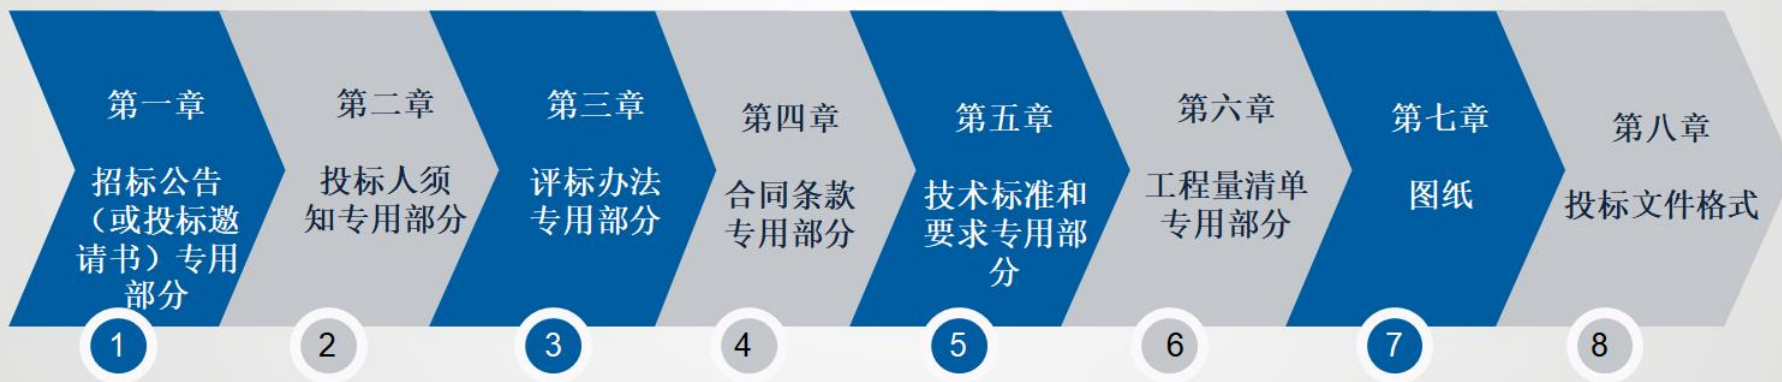 第一章
招标公告
（或投标邀
请书）专用
部分
1
第二章
投标人须
知专用部分
2
第三章
评标办法
专用部分
3
第四章
合同条款
专用部分
4
第五章
技术标准和
要求专用部
分
5
第六章
工程量清单
专用部分
6
第七章
图纸
7
第八章
投标文件格式
8